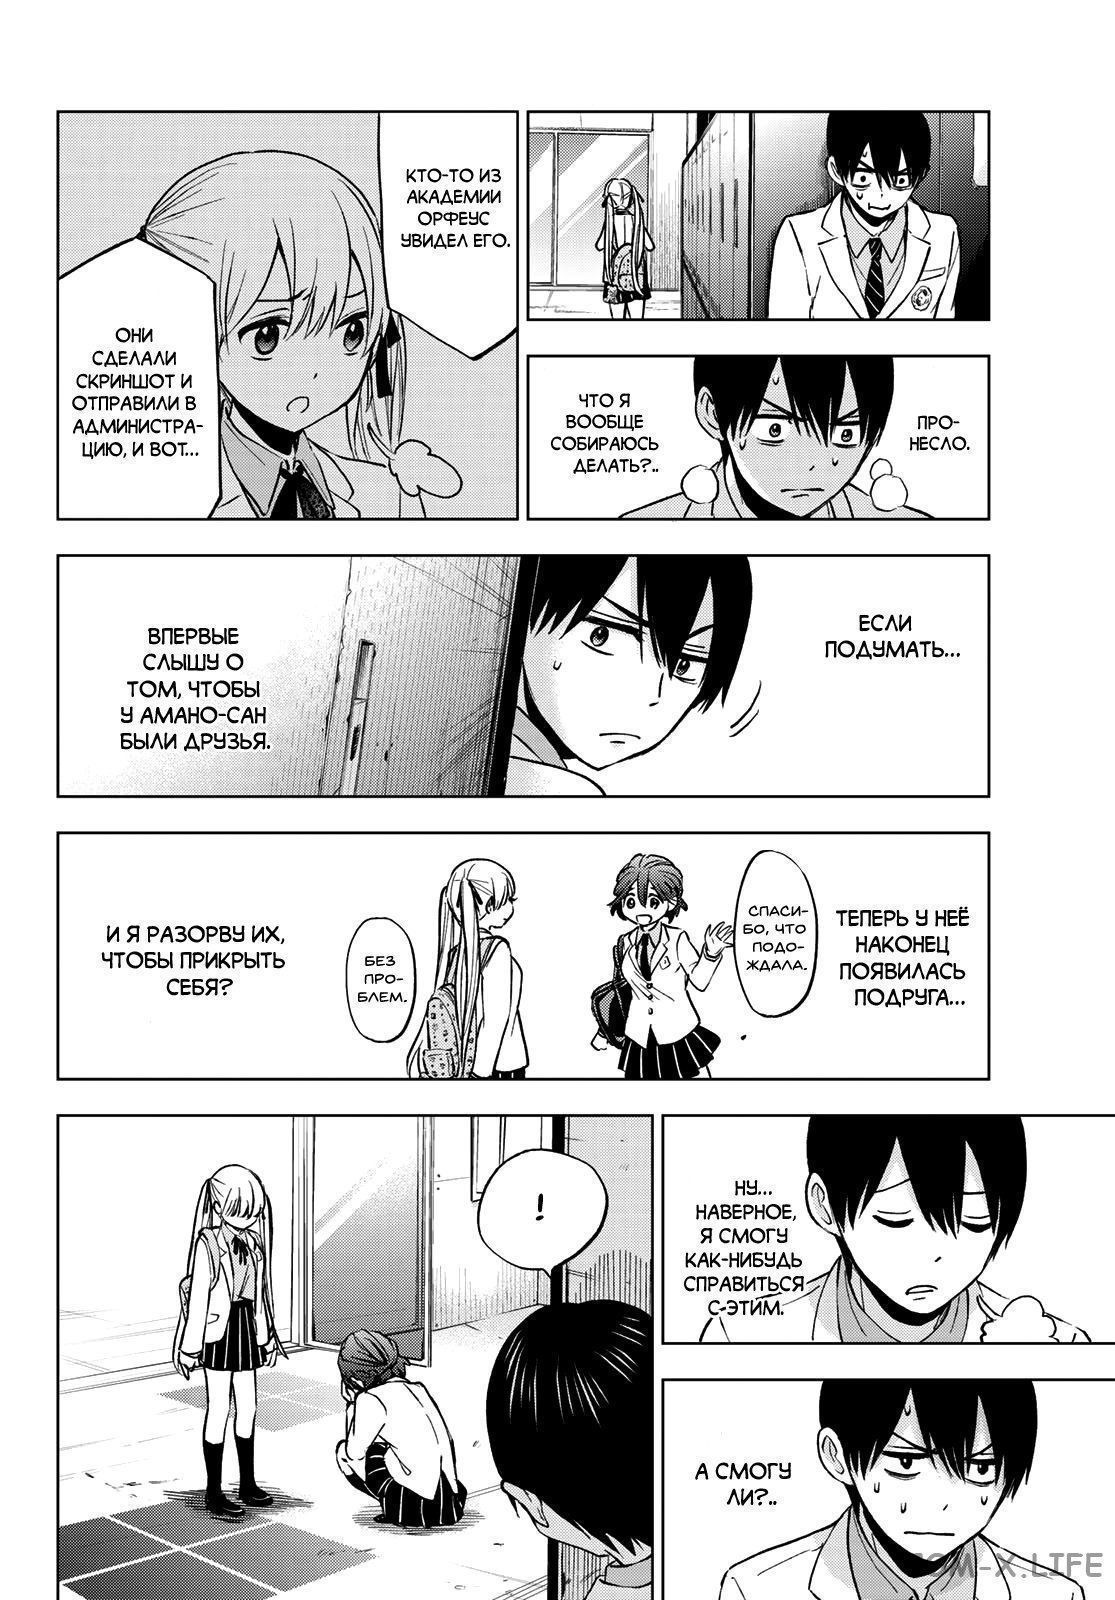 ПРО-
НЕСЛО.
ЧТО Я
ВООБЩЕ
СОБИРАЮСЬ
ДЕЛАТЬ?..
КТО-ТО ИЗ
АКАДЕМИИ
ОРФЕУС
УВИДЕЛ ЕГО.
ОНИ
СДЕЛАЛИ
СКРИНШОТ И
ОТПРАВИЛИ В
АДМИНИСТРА-
ЦИЮ, И ВОТ...
ЕСЛИ
ПОДУМАТЬ...
ВПЕРВЫЕ
СЛЫШУ О
ТОМ, ЧТОБЫ
У АМАНО-САН
БЫЛИ ДРУЗЬЯ.
ТЕПЕРЬ У НЕЁ
НАКОНЕЦ
ПОЯВИЛАСЬ
ПОДРУГА...
СПАСИ-
БО, ЧТО
ПОДО-
ЖДАЛА.
БЕЗ
ПРО-
БЛЕМ.
И Я РАЗОРВУ ИХ,
ЧТОБЫ ПРИКРЫТЬ
СЕБЯ?
НУ...
НАВЕРНОЕ,
Я СМОГУ
КАК-НИБУДЬ
СПРАВИТЬСЯ
С-ЭТИМ.
А СМОГУ
ЛИ?..
!
COM-X.LIFE